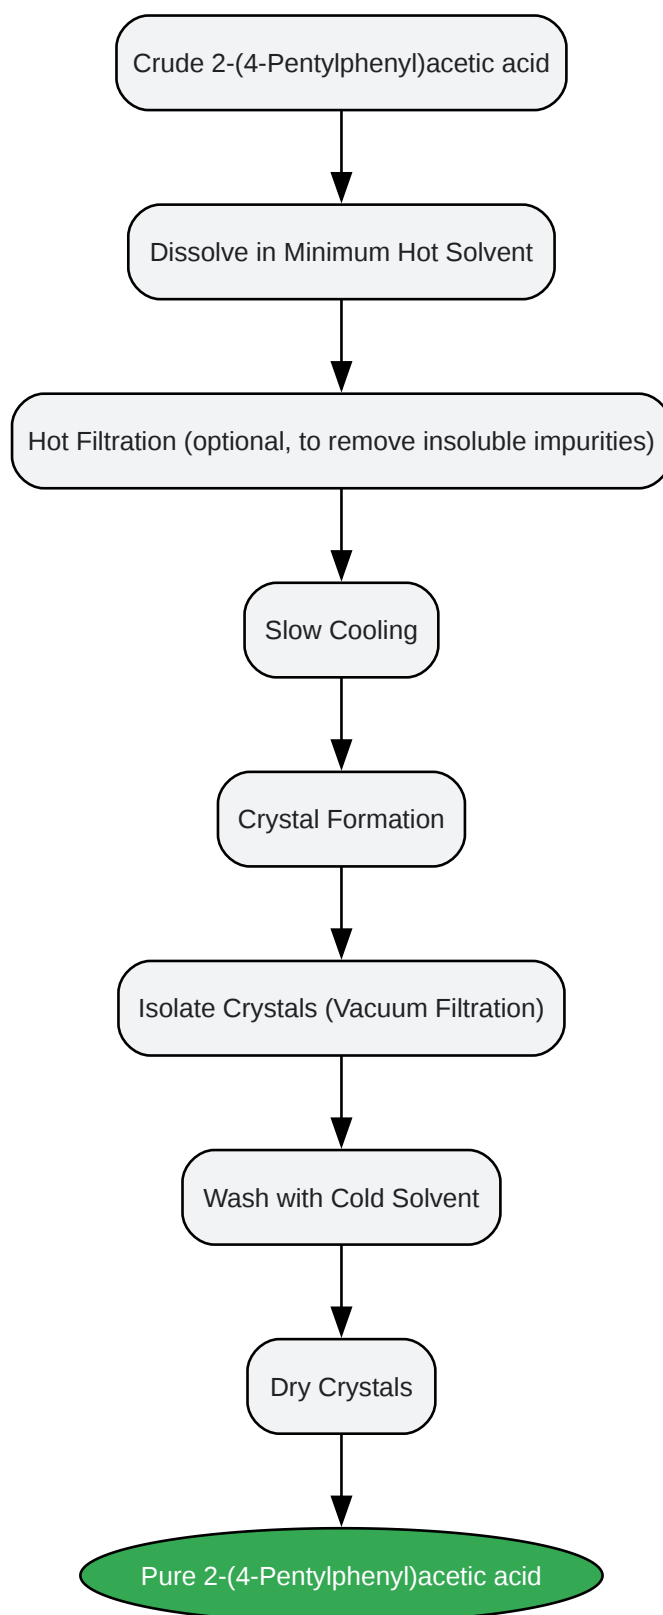 Crude 2-(4-Pentylphenyl)acetic acid
Dissolve in Minimum Hot Solvent
Hot Filtration (optional, to remove insoluble impurities)
Slow Cooling
Crystal Formation
Isolate Crystals (Vacuum Filtration)
Wash with Cold Solvent
Dry Crystals
Pure 2-(4-Pentylphenyl)acetic acid